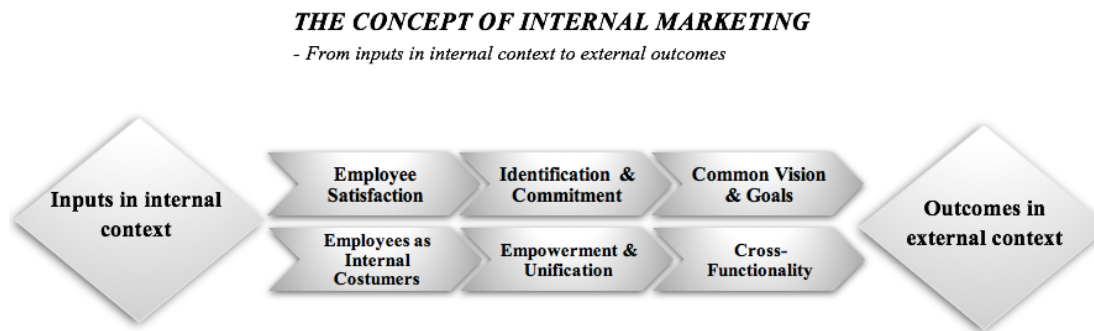 THE CONCEPT OF INTERNAL MARKETING
- From inputs in internal context to external outcomes
Inputs in internal
context
Employee
Satisfaction
Identification &
Commitment
Common Vision
& Goals
Employees as
Internal
Costumers
Empowerment &
Unification
Cross-
Functionality
Outcomes in
external context